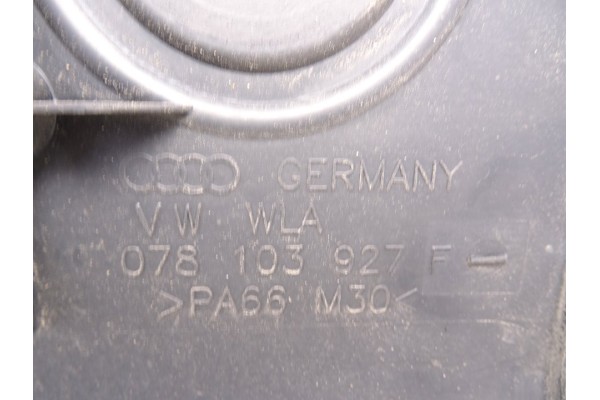 GERMANY
VW WLA
078 103 927 F -
>PA66 M30<